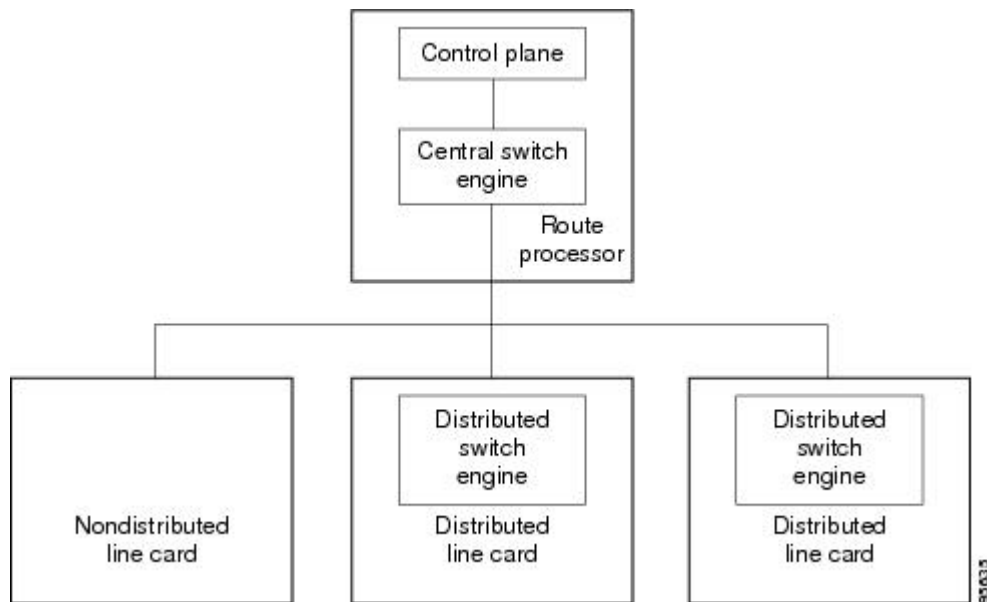 Control plane
Central switch
engine
Route
processor
Distributed
switch
engine
Distributed
switch
engine
Nondistributed
line card
Distributed
line card
Distributed
line card
95635